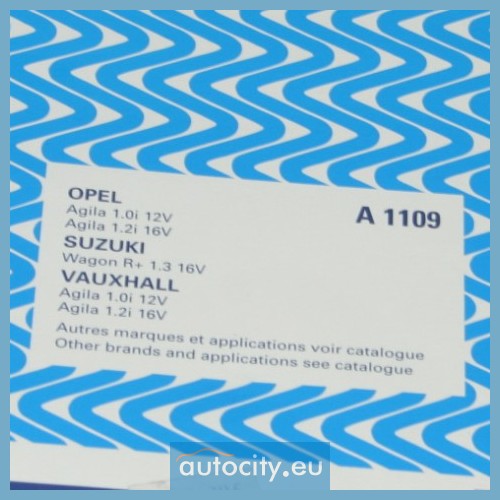 OPEL
A 1109
Agila 1.0i 12V
Agila 1.2i 16V
SUZUKI
Wagon R+ 1.3 16V
VAUXHALL
Agila 1.0i 12V
Agila 1.2i 16V
Autres marques et applications voir catalogue
Other brands and applications see catalogue
autocity.eu